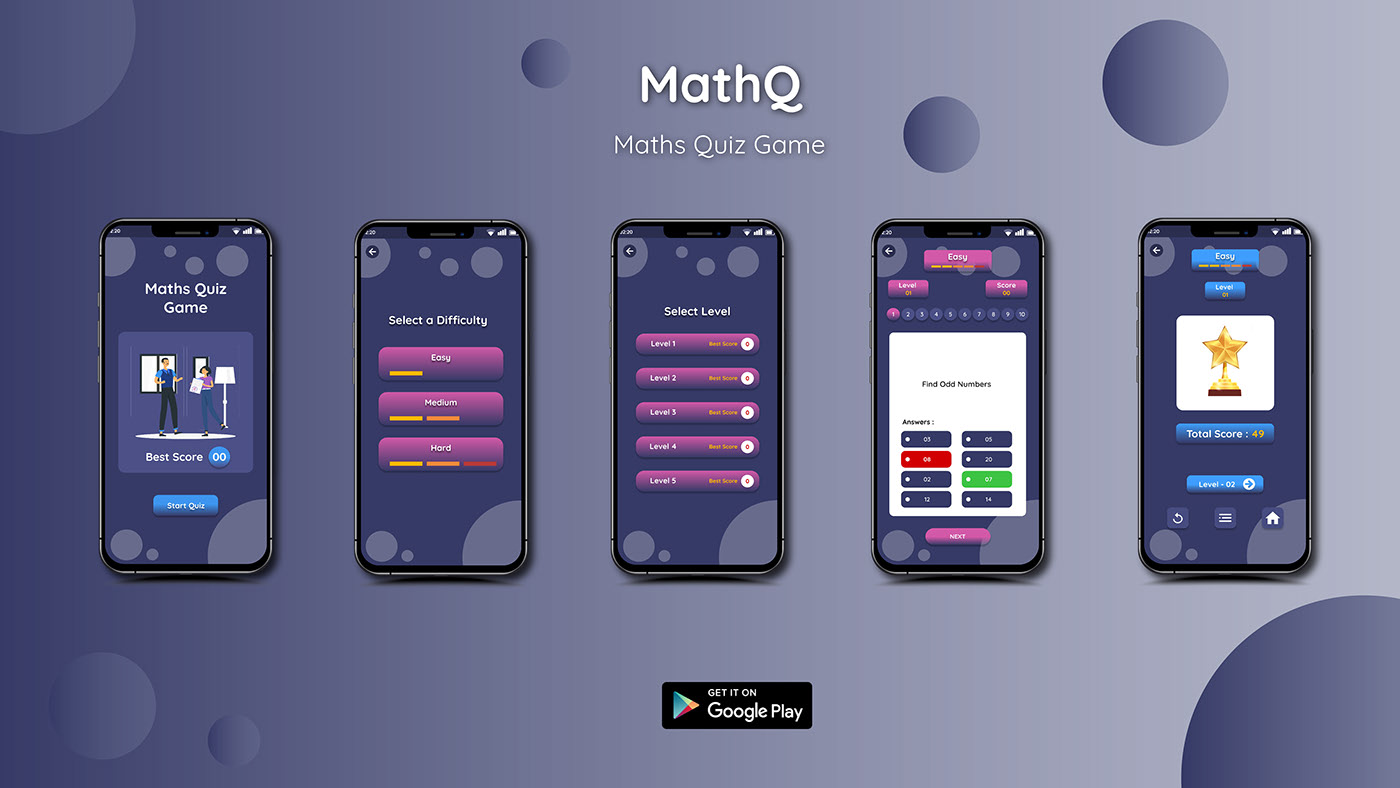 MathQ
Maths Quiz Game
2:20
Maths Quiz
Game
Best Score 00
Start Quiz
2:20
Select a Difficulty
Easy
Medium
Hard
02:20
Select Level
Level 1 Best Score 0
Level 2 Best Score 0
Level 3 Best Score 0
Level 4 Best Score 0
Level 5 Best Score 0
2:20
Easy
Level Score
01 00
1 2 3 4 5 6 7 8 9 10
Find Odd Numbers
Answers :
03 05
08 20
02 07
12 14
NEXT
2:20
Easy
Level
01
Total Score : 49
Level - 02
GET IT ON
Google Play